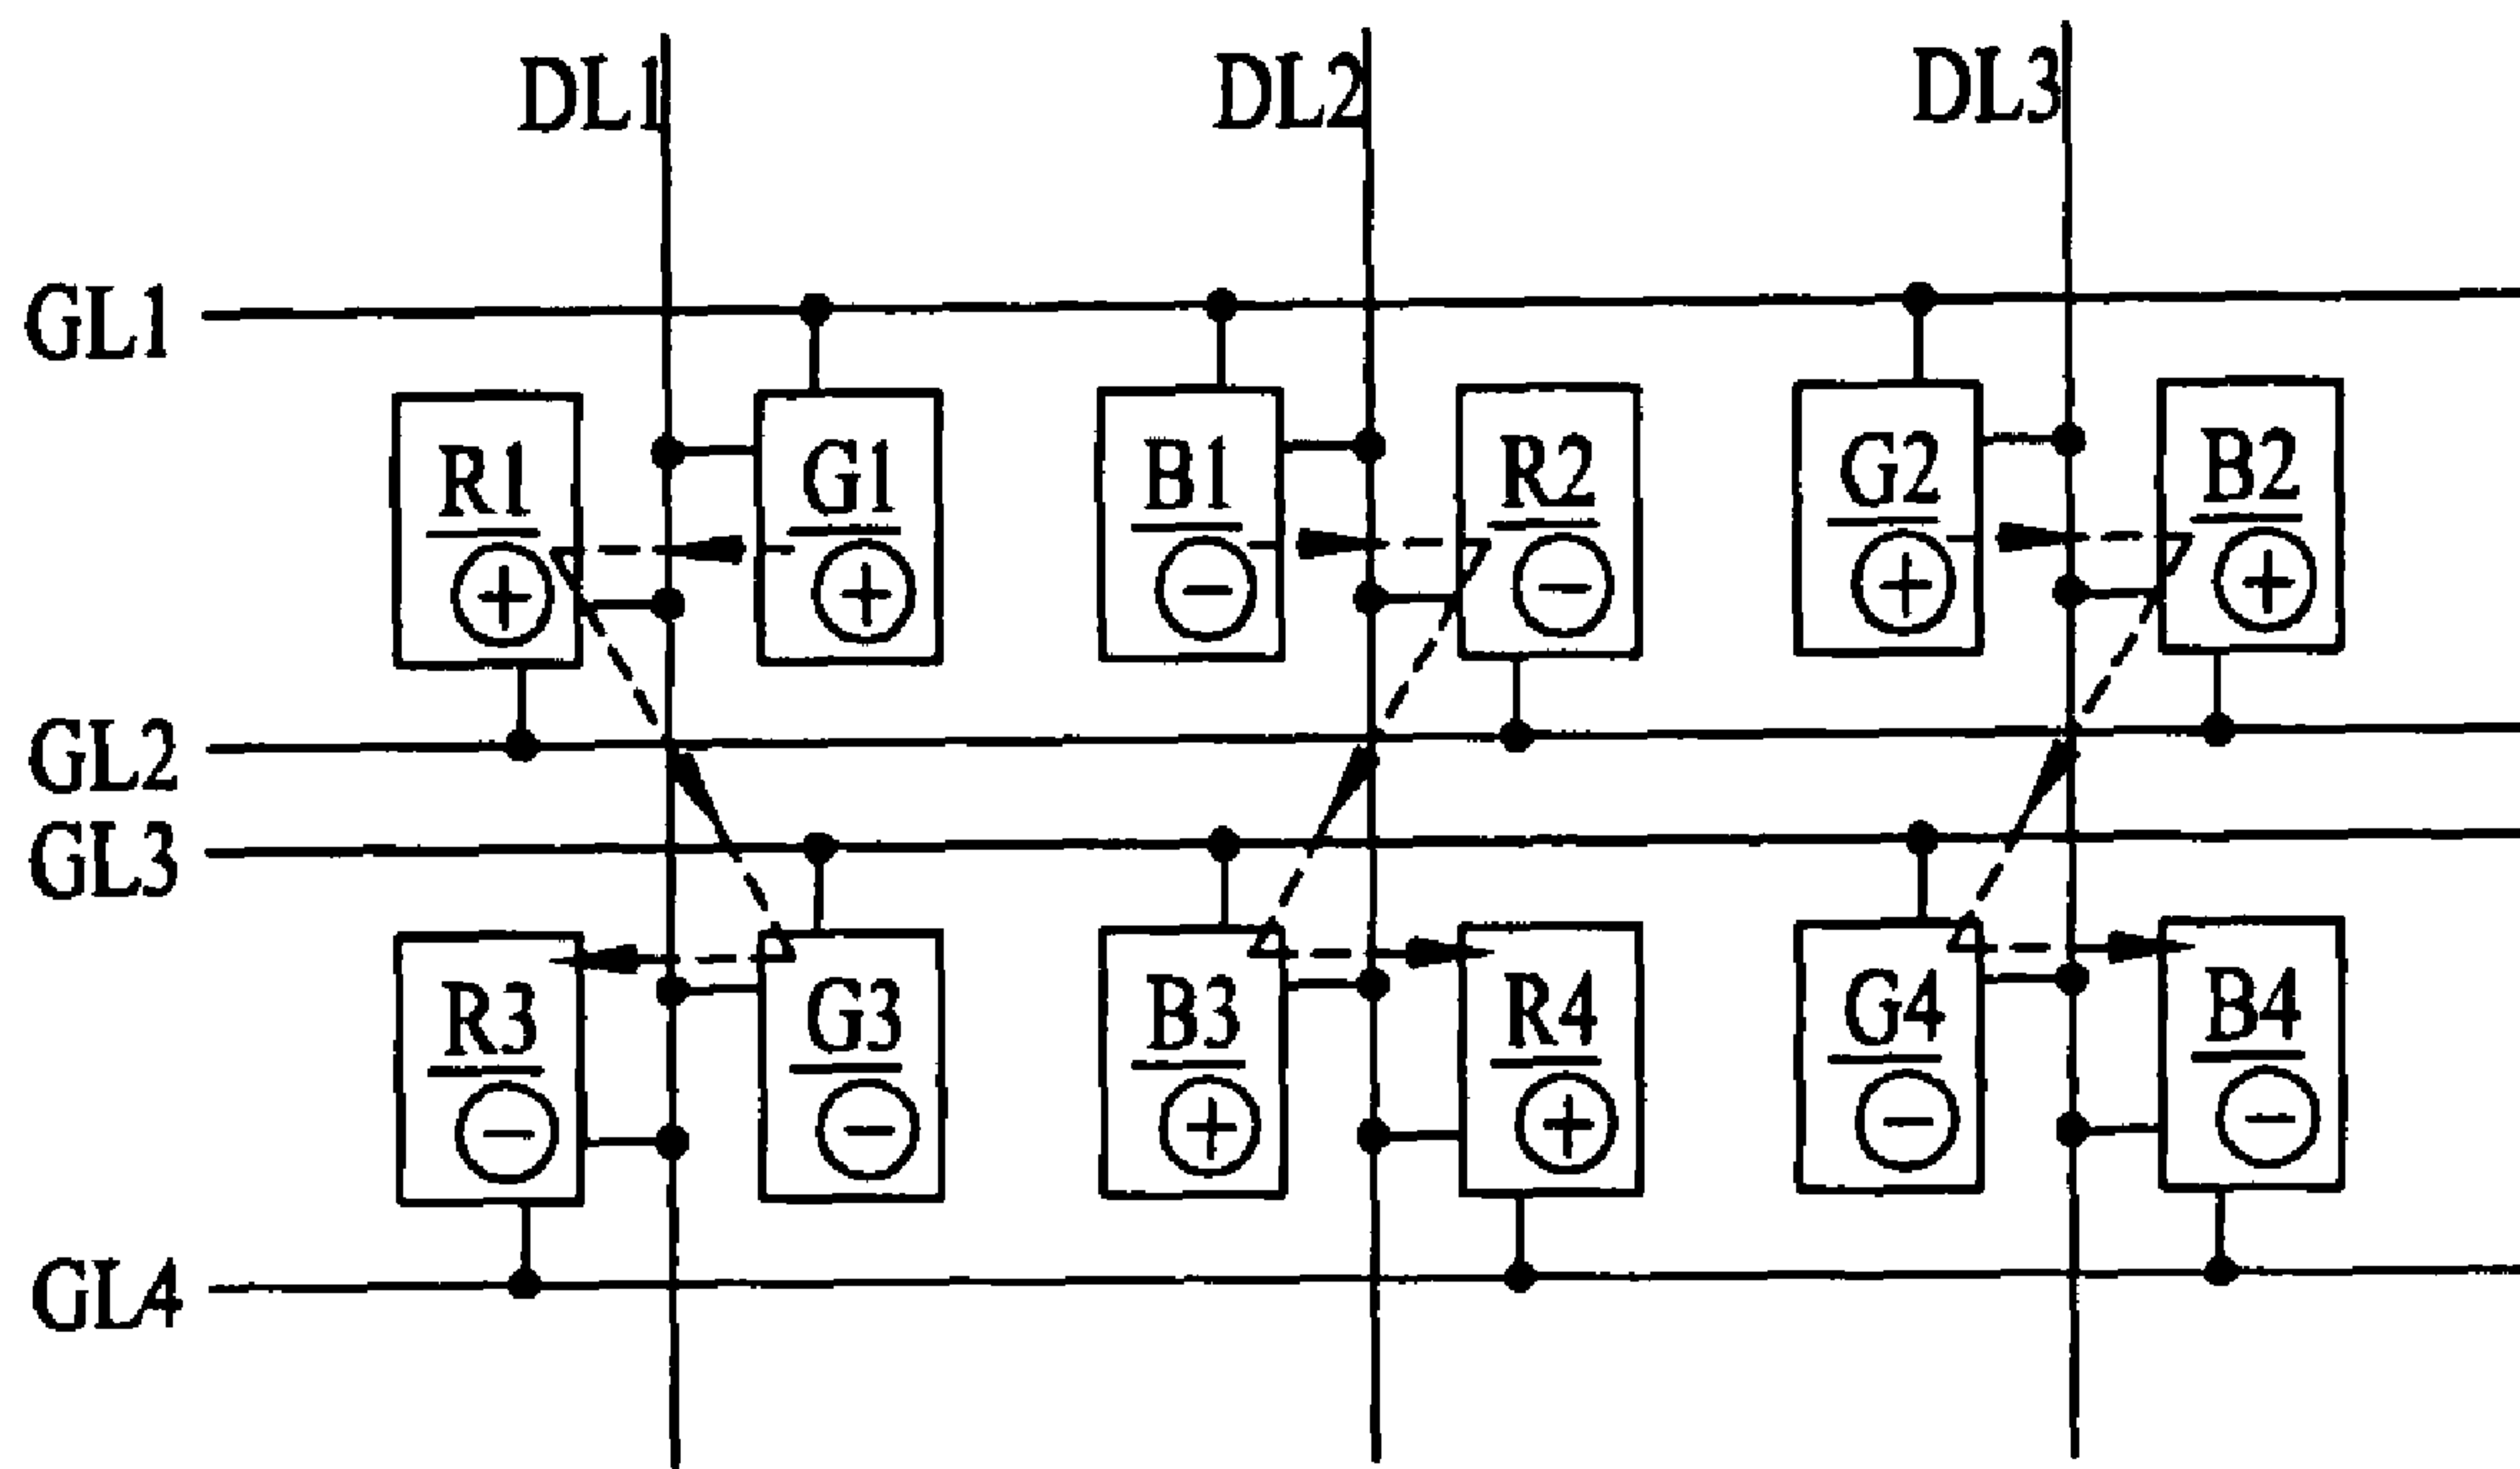 DL1 DL2 DL3
GL1
R1 G1 B1 R2 G2 B2
+ + − − + +
GL2
GL3
R3 G3 B3 R4 G4 B4
− − + + − −
GL4